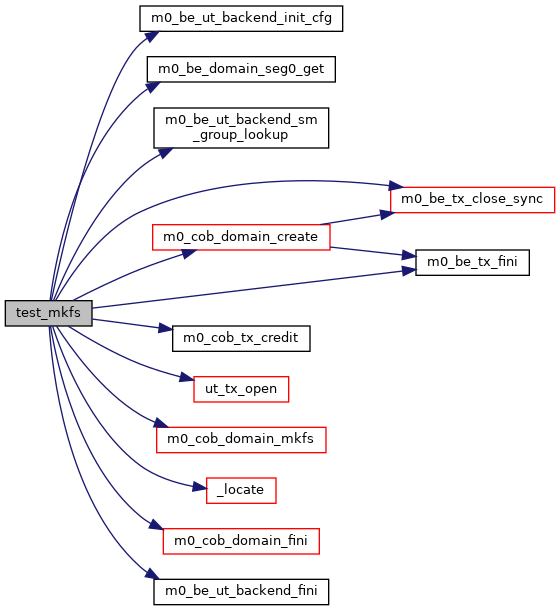 m0_be_ut_backend_init_cfg
m0_be_domain_seg0_get
m0_be_ut_backend_sm
_group_lookup
m0_be_tx_close_sync
m0_cob_domain_create
m0_be_tx_fini
test_mkfs
m0_cob_tx_credit
ut_tx_open
m0_cob_domain_mkfs
_locate
m0_cob_domain_fini
m0_be_ut_backend_fini